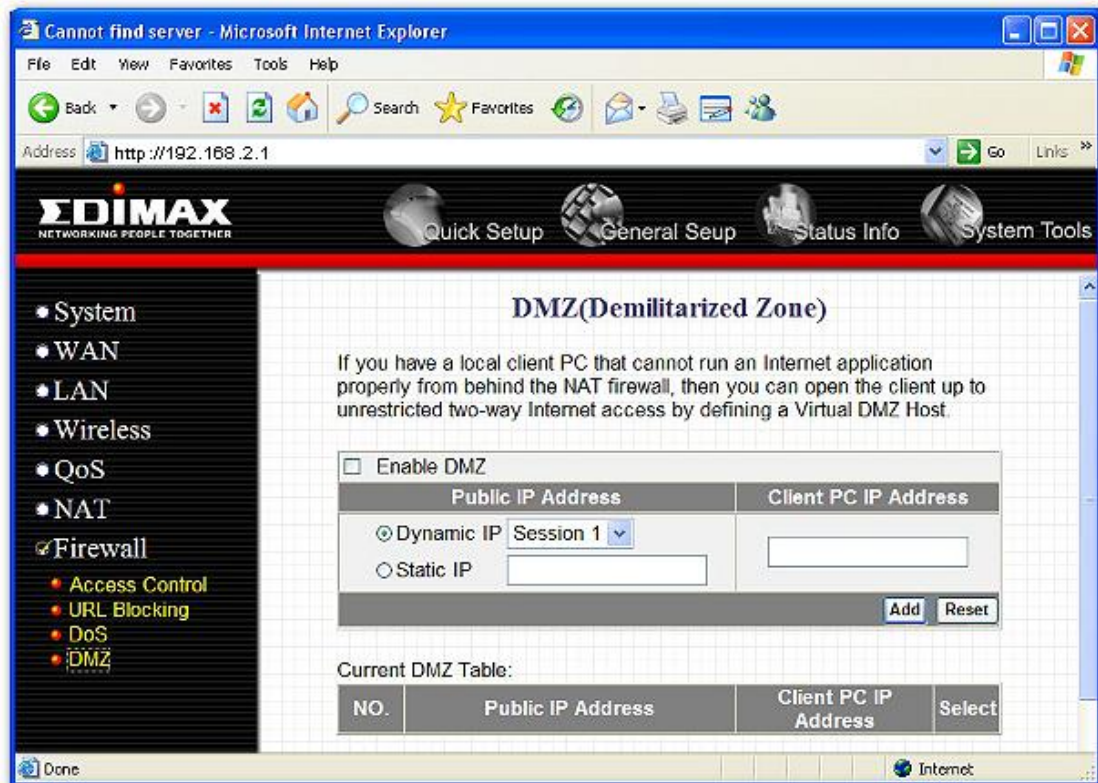 Cannot find server - Microsoft Internet Explorer
File Edit View Favorites Tools Help
Back Search Favorites
Address http://192.168.2.1 Go Links »
EDIMAX
NETWORKING PEOPLE TOGETHER
Quick Setup General Seup Status Info System Tools
System
WAN
LAN
Wireless
QoS
NAT
Firewall
Access Control
URL Blocking
DoS
DMZ
DMZ(Demilitarized Zone)
If you have a local client PC that cannot run an Internet application
properly from behind the NAT firewall, then you can open the client up to
unrestricted two-way Internet access by defining a Virtual DMZ Host.
Enable DMZ
Public IP Address Client PC IP Address
Dynamic IP Session 1
Static IP
Add Reset
Current DMZ Table:
NO. Public IP Address Client PC IP Address Select
Done Internet